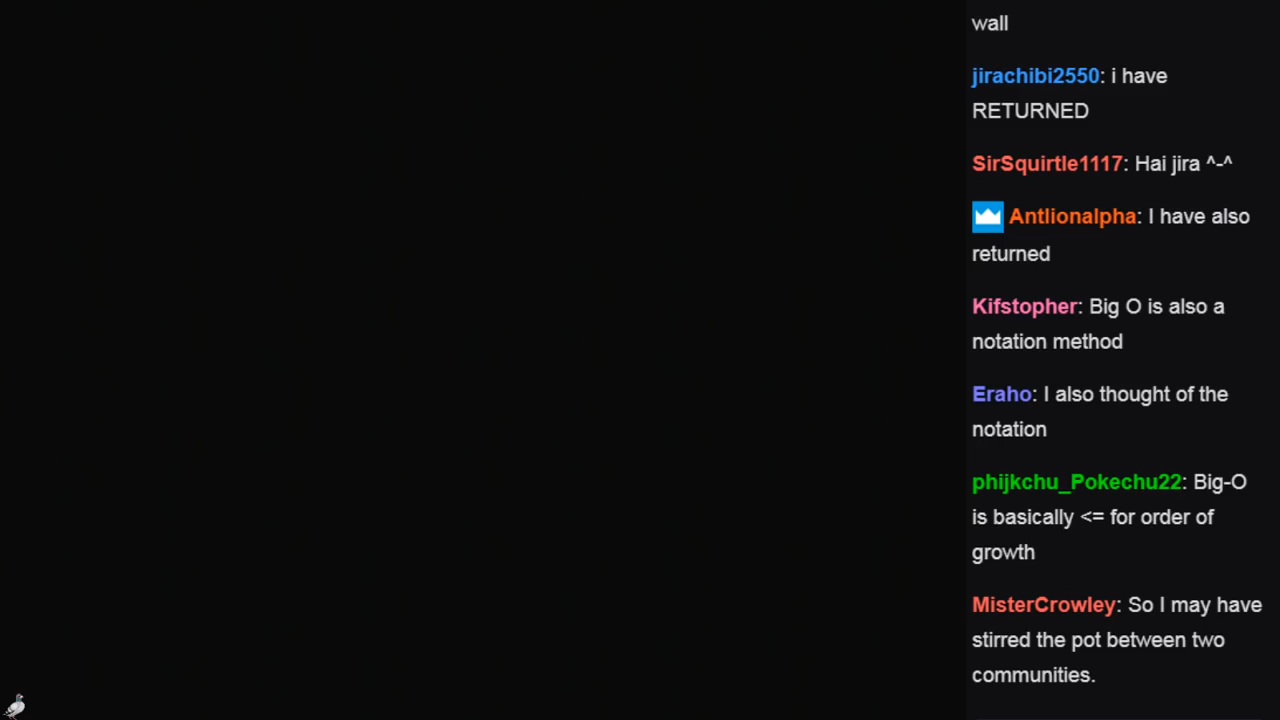 wall
jirachibi2550: i have
RETURNED
SirSquirtle1117: Hai jira ^-^
Antlionalpha: I have also
returned
Kifstopher: Big O is also a
notation method
Eraho: I also thought of the
notation
phijkchu_Pokechu22: Big-O
is basically <= for order of
growth
MisterCrowley: So I may have
stirred the pot between two
communities.